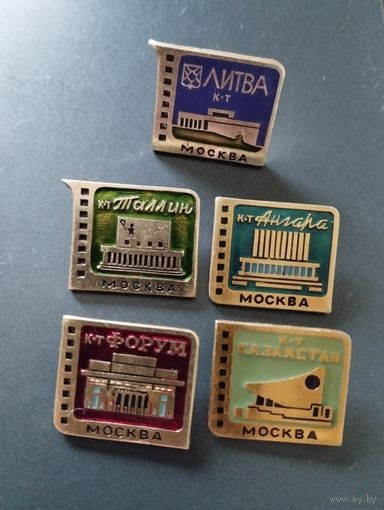 ЛИТВА
К-Т
МОСКВА
К-Т Таллин
МОСКВА
К-Т Ангара
МОСКВА
К-Т ФОРУМ
МОСКВА
К-Т
КАЗАХСТАН
МОСКВА
www.ay.by